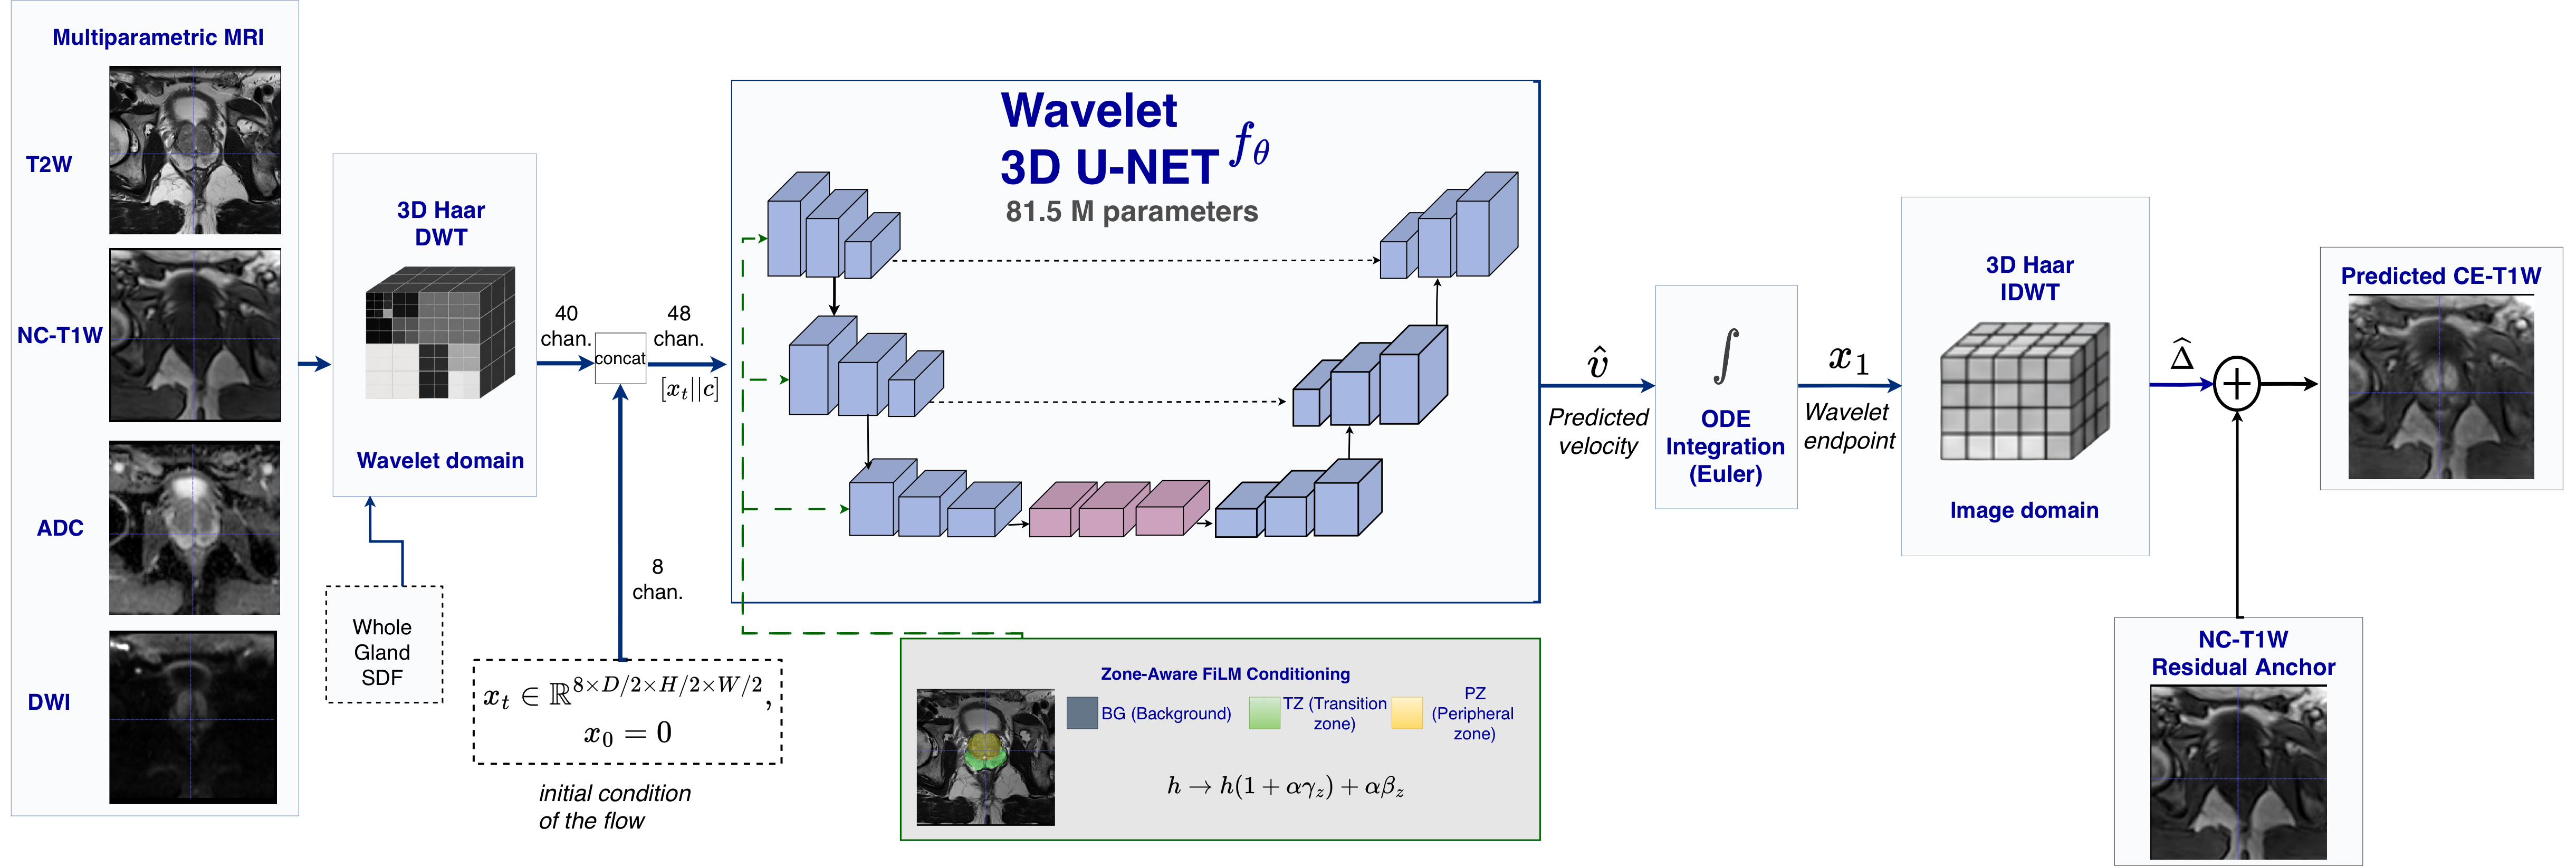 Multiparametric MRI
T2W
NC-T1W
ADC
DWI
3D Haar
DWT
Wavelet domain
Whole
Gland
SDF
40
chan.
concat
48
chan.
[x_t||c]
8
chan.
x_t ∈ ℝ^{8×D/2×H/2×W/2},
x_0 = 0
initial condition
of the flow
Wavelet
3D U-NET f_θ
81.5 M parameters
Zone-Aware FiLM Conditioning
BG (Background)
TZ (Transition
zone)
PZ
(Peripheral
zone)
h → h(1 + αγ_z) + αβ_z
v̂
Predicted
velocity
∫
ODE
Integration
(Euler)
x_1
Wavelet
endpoint
3D Haar
IDWT
Image domain
Δ̂
+
Predicted CE-T1W
NC-T1W
Residual Anchor